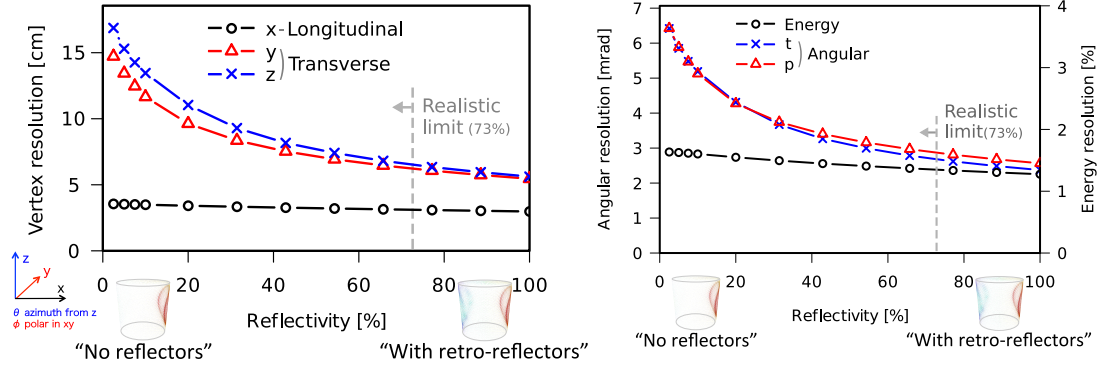 Vertex resolution [cm]
15
10
5
0
x-Longitudinal
y
z
Transverse
Realistic
limit (73%)
0 20 40 60 80 100
Reflectivity [%]
z
y
x
θ azimuth from z
ϕ polar in xy
"No reflectors"
"With retro-reflectors"
Angular resolution [mrad]
7
6
5
4
3
2
1
0
Energy
t
p
Angular
Realistic
limit(73%)
4
3
2
1
0
Energy resolution [%]
0 20 40 60 80 100
Reflectivity [%]
"No reflectors"
"With retro-reflectors"